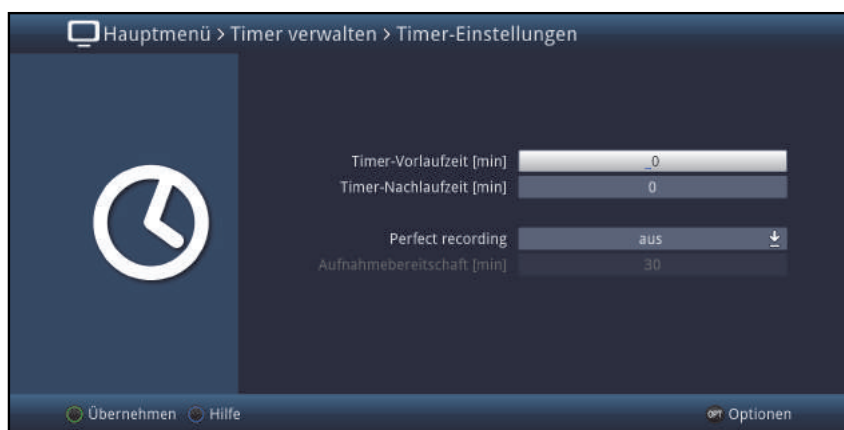 Hauptmenü > Timer verwalten > Timer-Einstellungen
Timer-Vorlaufzeit [min] _0
Timer-Nachlaufzeit [min] 0
Perfect recording aus
Aufnahmebereitschaft [min] 30
Übernehmen Hilfe OPT Optionen